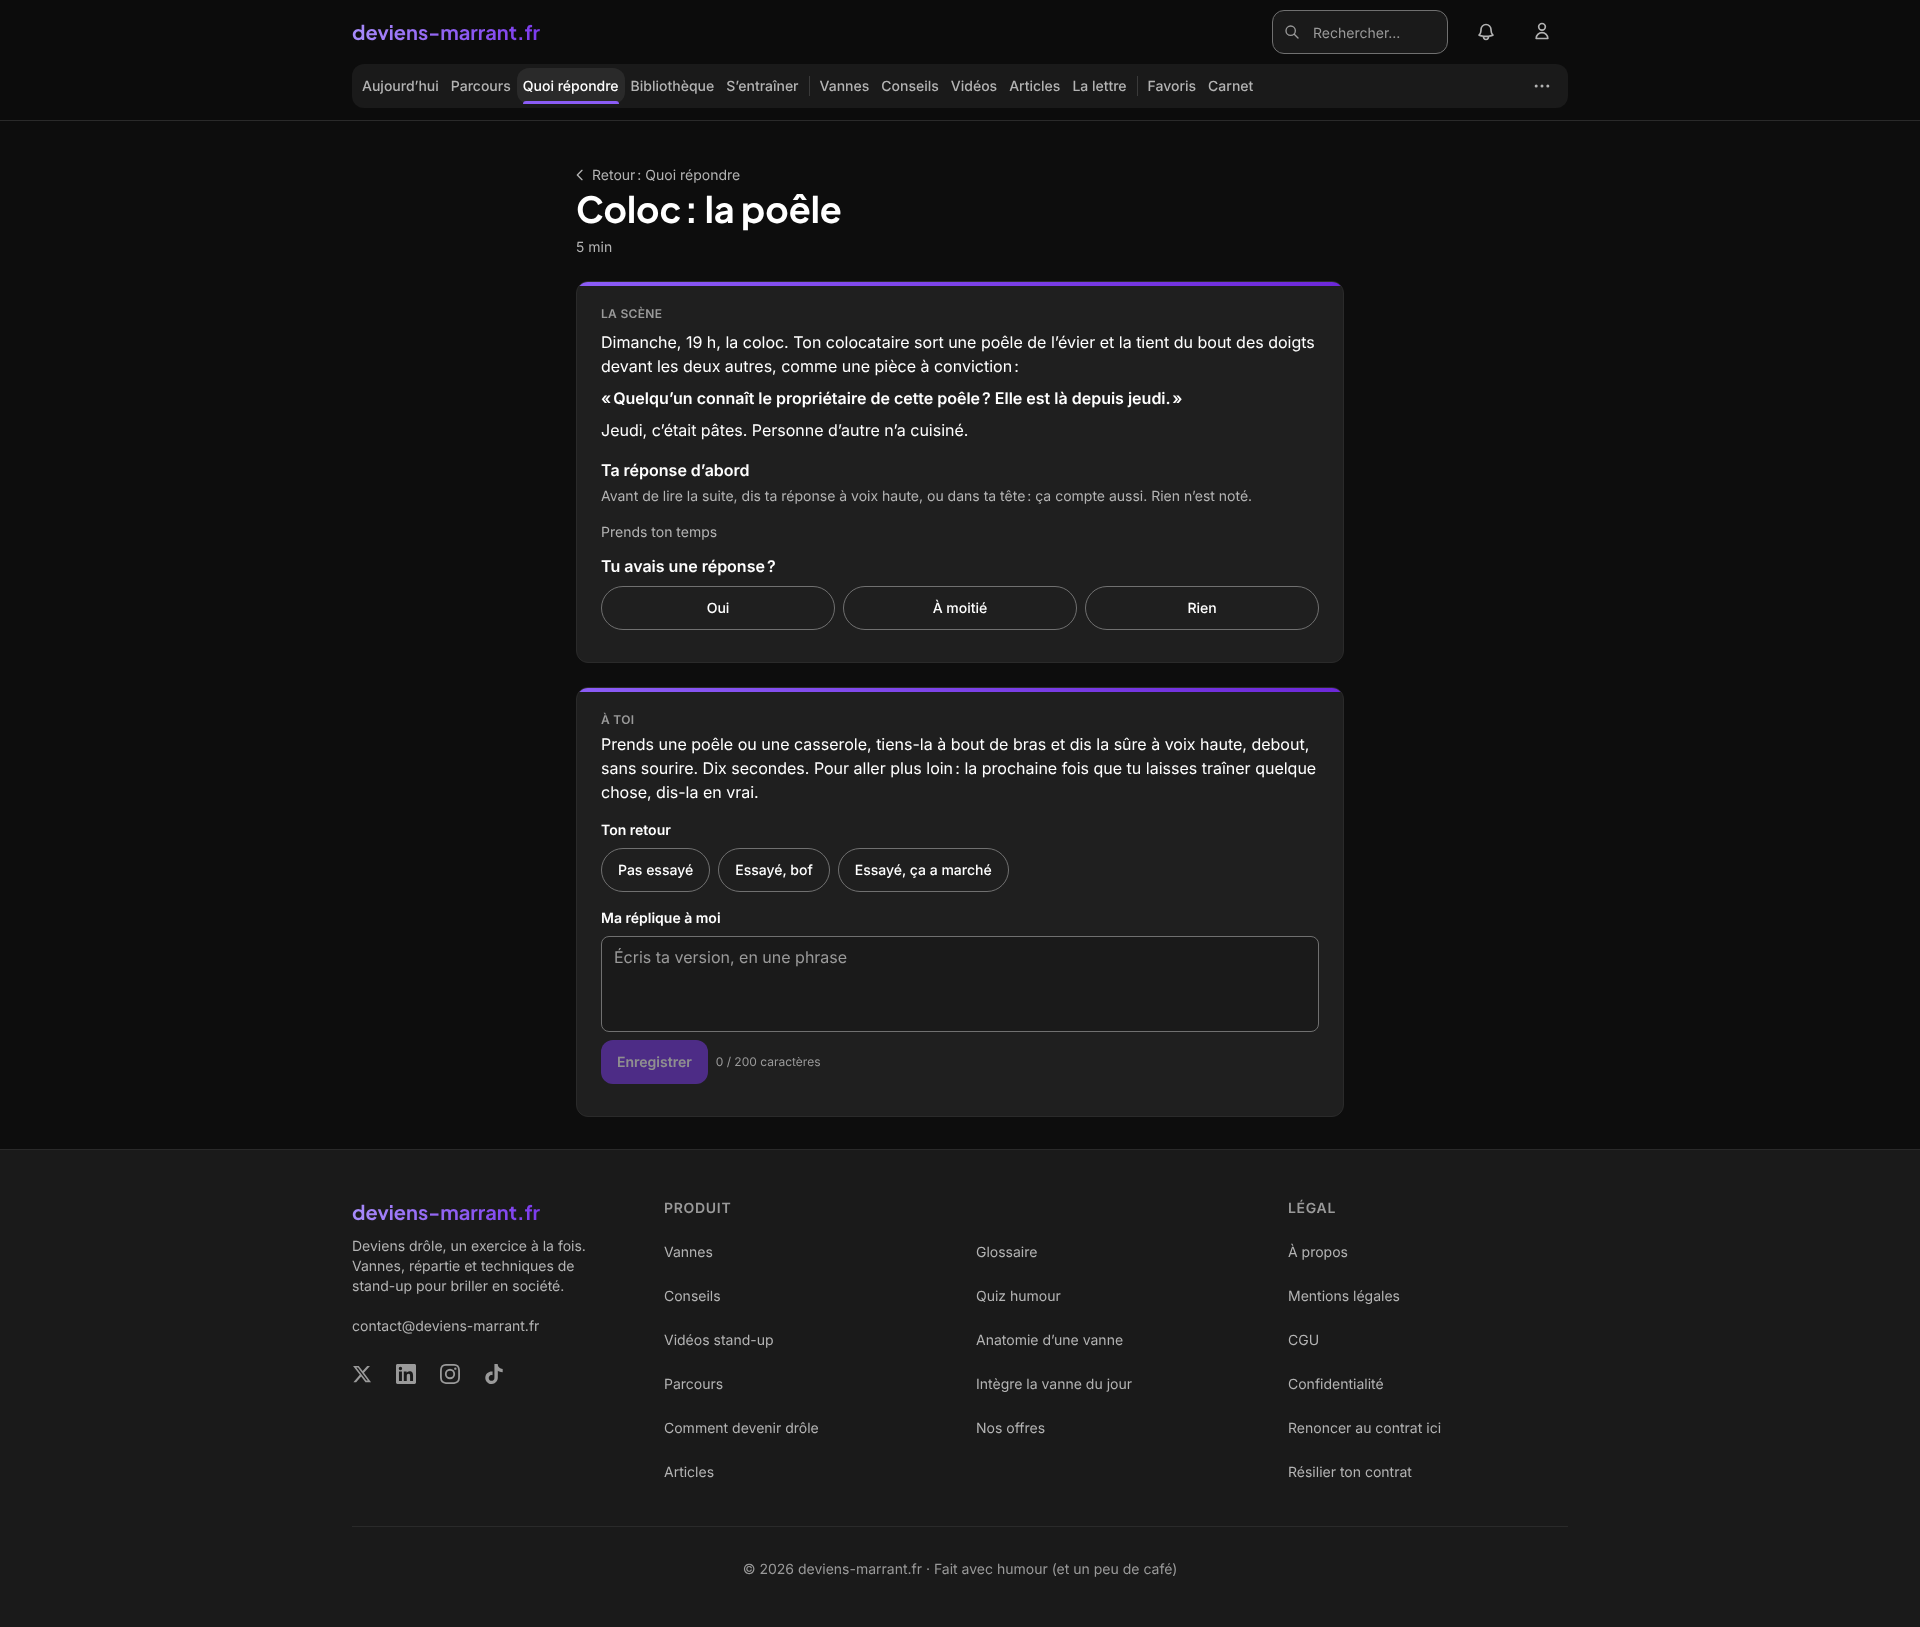 deviens-marrant.fr
Rechercher...
Aujourd’hui Parcours Quoi répondre Bibliothèque S’entraîner Vannes Conseils Vidéos Articles La lettre Favoris Carnet
Retour : Quoi répondre
Coloc : la poêle
5 min
LA SCÈNE
Dimanche, 19 h, la coloc. Ton colocataire sort une poêle de l’évier et la tient du bout des doigts
devant les deux autres, comme une pièce à conviction :
« Quelqu’un connaît le propriétaire de cette poêle ? Elle est là depuis jeudi. »
Jeudi, c’était pâtes. Personne d’autre n’a cuisiné.
Ta réponse d’abord
Avant de lire la suite, dis ta réponse à voix haute, ou dans ta tête : ça compte aussi. Rien n’est noté.
Prends ton temps
Tu avais une réponse ?
Oui À moitié Rien
À TOI
Prends une poêle ou une casserole, tiens-la à bout de bras et dis la sûre à voix haute, debout,
sans sourire. Dix secondes. Pour aller plus loin : la prochaine fois que tu laisses traîner quelque
chose, dis-la en vrai.
Ton retour
Pas essayé Essayé, bof Essayé, ça a marché
Ma réplique à moi
Écris ta version, en une phrase
Enregistrer 0 / 200 caractères
deviens-marrant.fr
Deviens drôle, un exercice à la fois.
Vannes, répartie et techniques de
stand-up pour briller en société.
contact@deviens-marrant.fr
PRODUIT
Vannes
Conseils
Vidéos stand-up
Parcours
Comment devenir drôle
Articles
Glossaire
Quiz humour
Anatomie d’une vanne
Intègre la vanne du jour
Nos offres
LÉGAL
À propos
Mentions légales
CGU
Confidentialité
Renoncer au contrat ici
Résilier ton contrat
© 2026 deviens-marrant.fr · Fait avec humour (et un peu de café)